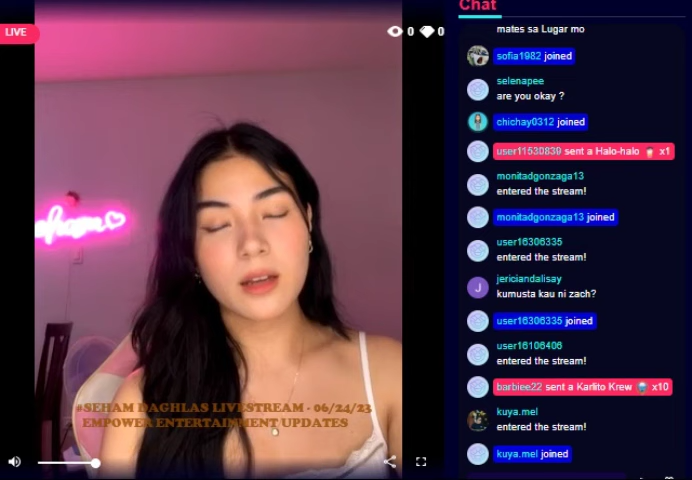 LIVE
0 0
#SEHAM DAGHLAS LIVESTREAM - 06/24/23
EMPOWER ENTERTAINMENT UPDATES
Chat
mates sa Lugar mo
sofia1982 joined
selenapee
are you okay ?
chichay0312 joined
user11530839 sent a Halo-halo x1
monitadgonzaga13
entered the stream!
monitadgonzaga13 joined
user16306335
entered the stream!
J
jericiandalisay
kumusta kau ni zach?
user16306335 joined
user16106406
entered the stream!
barbiee22 sent a Karlito Krew x10
kuya.mel
entered the stream!
kuya.mel joined